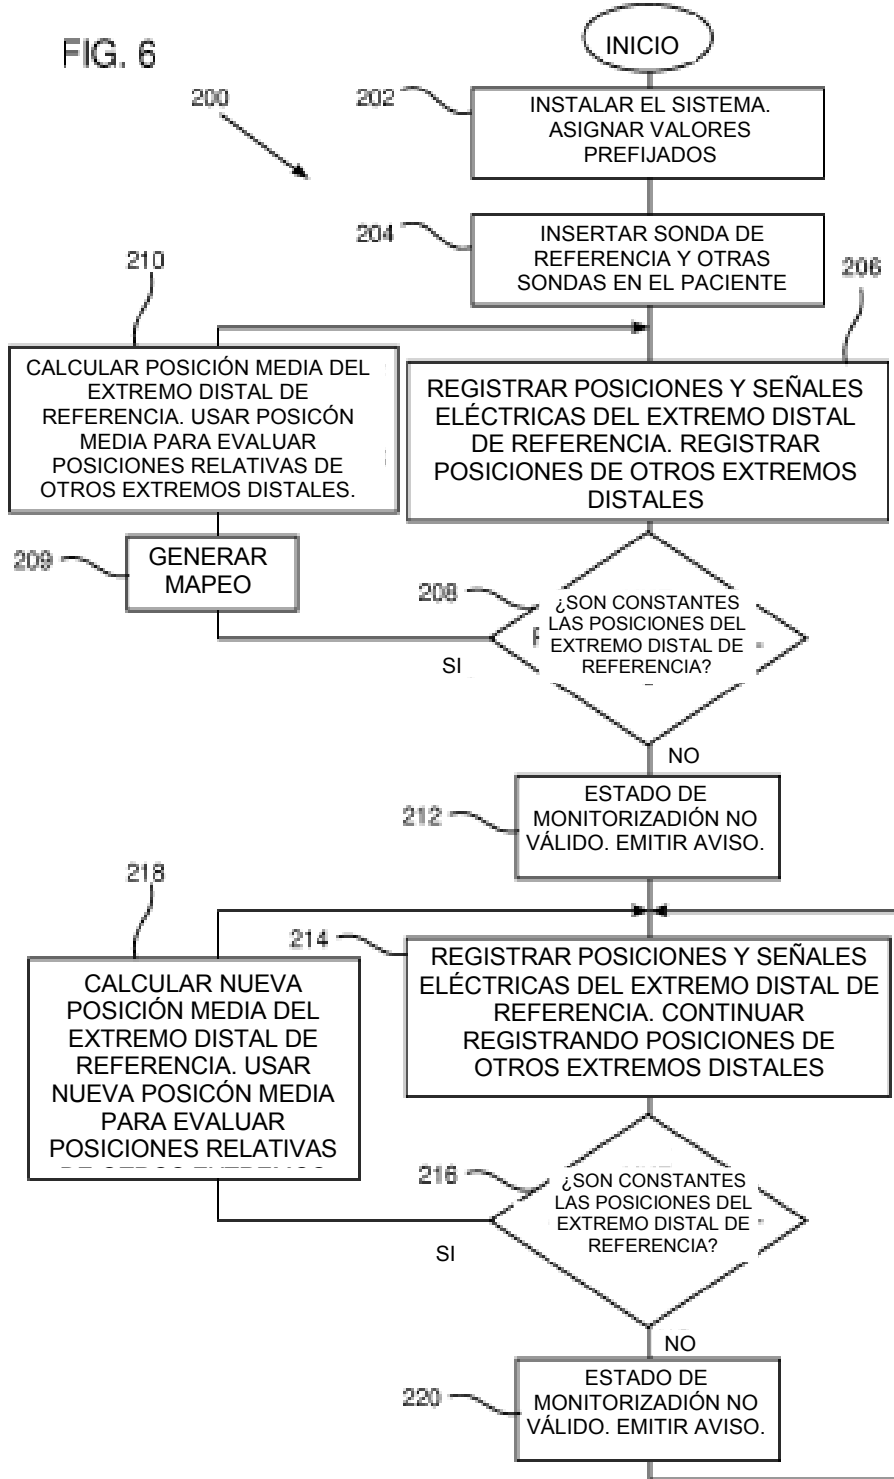 FIG. 6
INICIO
200
202
INSTALAR EL SISTEMA.
ASIGNAR VALORES
PREFIJADOS
204
INSERTAR SONDA DE
REFERENCIA Y OTRAS
SONDAS EN EL PACIENTE
210
206
CALCULAR POSICIÓN MEDIA DEL
EXTREMO DISTAL DE
REFERENCIA. USAR POSICÓN
MEDIA PARA EVALUAR
POSICIONES RELATIVAS DE
OTROS EXTREMOS DISTALES.
REGISTRAR POSICIONES Y SEÑALES
ELÉCTRICAS DEL EXTREMO DISTAL
DE REFERENCIA. REGISTRAR
POSICIONES DE OTROS EXTREMOS
DISTALES
209
GENERAR
MAPEO
208
¿SON CONSTANTES
LAS POSICIONES DEL
EXTREMO DISTAL DE
REFERENCIA?
SI
NO
212
ESTADO DE
MONITORIZADIÓN NO
VÁLIDO. EMITIR AVISO.
218
214
CALCULAR NUEVA
POSICIÓN MEDIA DEL
EXTREMO DISTAL DE
REFERENCIA. USAR
NUEVA POSICÓN MEDIA
PARA EVALUAR
POSICIONES RELATIVAS
REGISTRAR POSICIONES Y SEÑALES
ELÉCTRICAS DEL EXTREMO DISTAL DE
REFERENCIA. CONTINUAR
REGISTRANDO POSICIONES DE
OTROS EXTREMOS DISTALES
216
¿SON CONSTANTES
LAS POSICIONES DEL
EXTREMO DISTAL DE
REFERENCIA?
SI
NO
220
ESTADO DE
MONITORIZADIÓN NO
VÁLIDO. EMITIR AVISO.